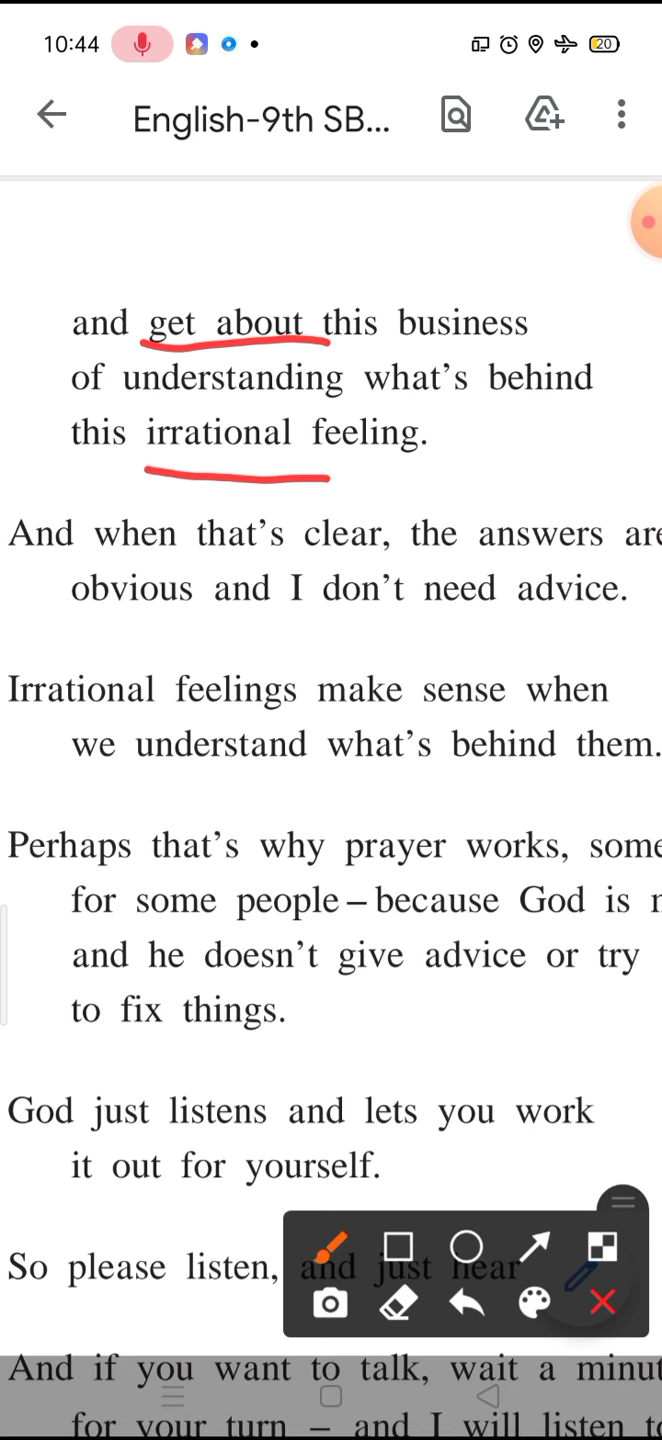 10:44
20
English-9th SB...
and get about this business
of understanding what's behind
this irrational feeling.
And when that's clear, the answers are
obvious and I don't need advice.
Irrational feelings make sense when
we understand what's behind them.
Perhaps that's why prayer works,
for some people – because God is
and he doesn't give advice or try
to fix things.
God just listens and lets you work
it out for yourself.
So please listen, and just hear
And if you want to talk, wait a
for your turn – and I will listen